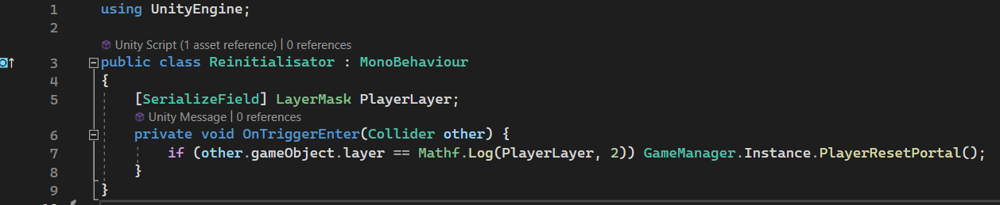 1 using UnityEngine;
2
Unity Script (1 asset reference) | 0 references
3 public class Reinitialisator : MonoBehaviour
4 {
5 [SerializeField] LayerMask PlayerLayer;
Unity Message | 0 references
6 private void OnTriggerEnter(Collider other) {
7 if (other.gameObject.layer == Mathf.Log(PlayerLayer, 2)) GameManager.Instance.PlayerResetPortal();
8 }
9 }